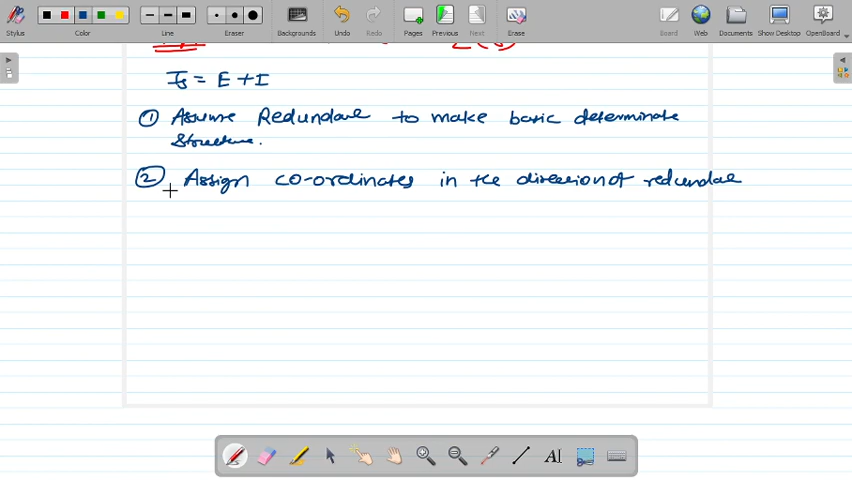 Stylus Color Line Eraser Undo Redo Pages Previous Next Erase Board Web Documents Show Desktop OpenBoard
Is = E + I
① Assume Redundant to make basic determinate
structure.
② Assign co-ordinates in the direction of redundant